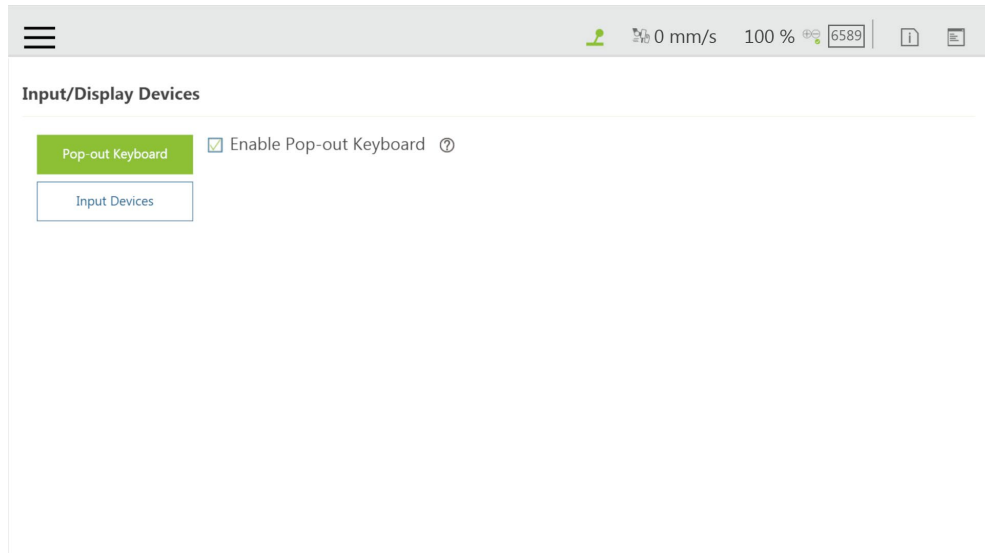 0 mm/s 100 % 6589
Input/Display Devices
Pop-out Keyboard
Enable Pop-out Keyboard ?
Input Devices